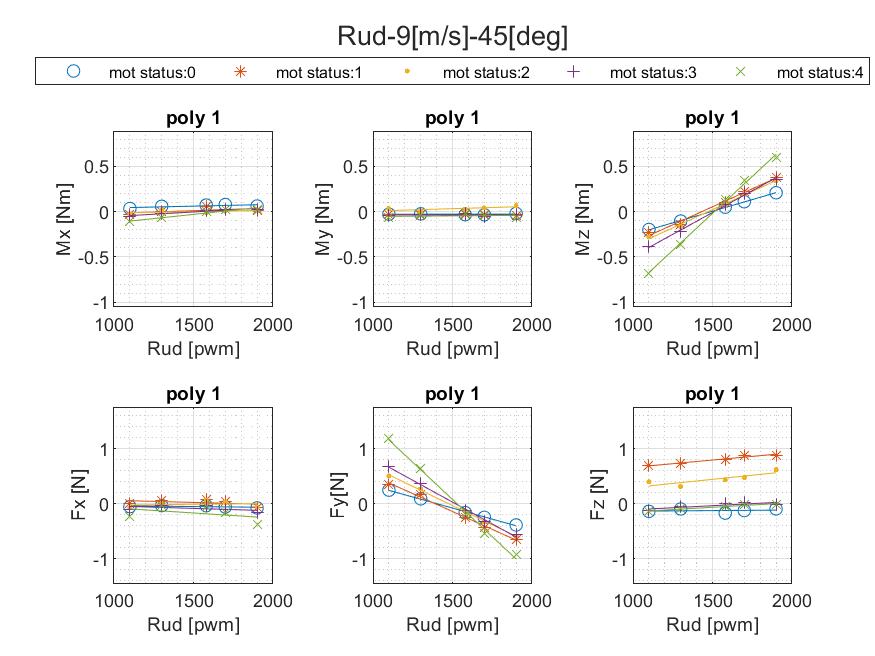 Rud-9[m/s]-45[deg]
mot status:0 mot status:1 mot status:2 mot status:3 mot status:4
poly 1
Mx [Nm]
0.5
0
-0.5
-1
1000 1500 2000
Rud [pwm]
poly 1
My [Nm]
0.5
0
-0.5
-1
1000 1500 2000
Rud [pwm]
poly 1
Mz [Nm]
0.5
0
-0.5
-1
1000 1500 2000
Rud [pwm]
poly 1
Fx [N]
1
0
-1
1000 1500 2000
Rud [pwm]
poly 1
Fy[N]
1
0
-1
1000 1500 2000
Rud [pwm]
poly 1
Fz [N]
1
0
-1
1000 1500 2000
Rud [pwm]